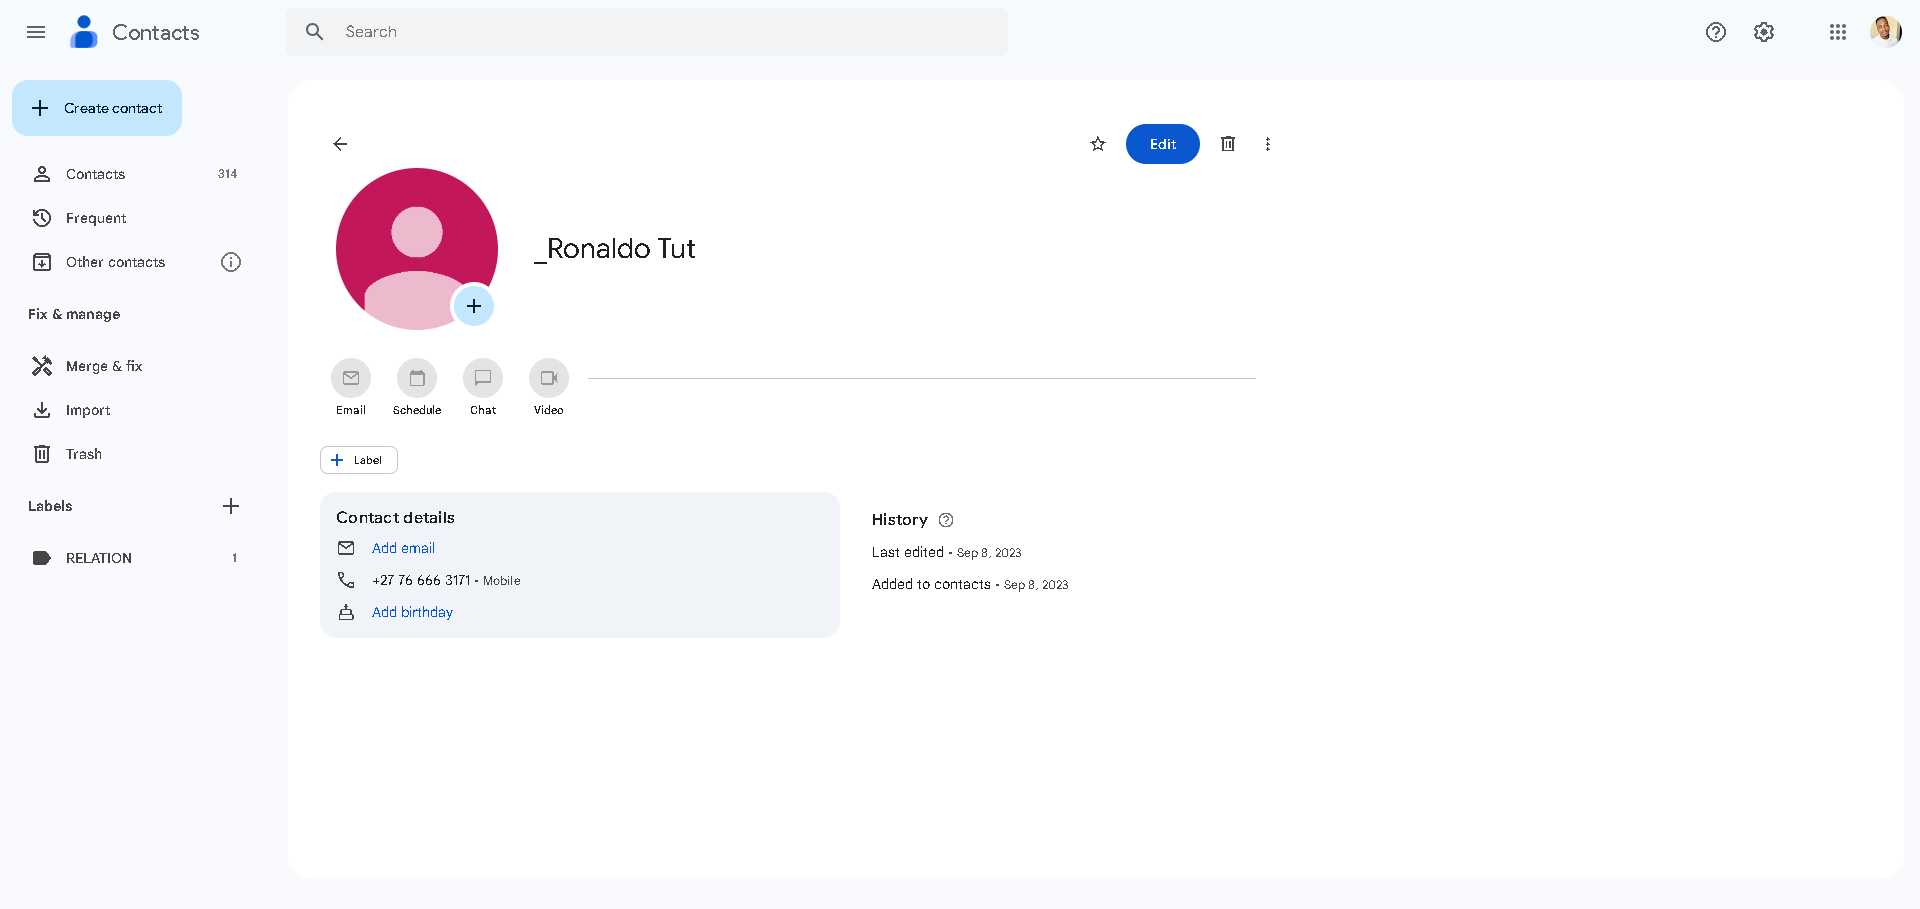 Contacts
Search
Create contact
Contacts 314
Frequent
Other contacts
Fix & manage
Merge & fix
Import
Trash
Labels
RELATION 1
Edit
_Ronaldo Tut
Email Schedule Chat Video
Label
Contact details
Add email
+27 76 666 3171 • Mobile
Add birthday
History
Last edited • Sep 8, 2023
Added to contacts • Sep 8, 2023